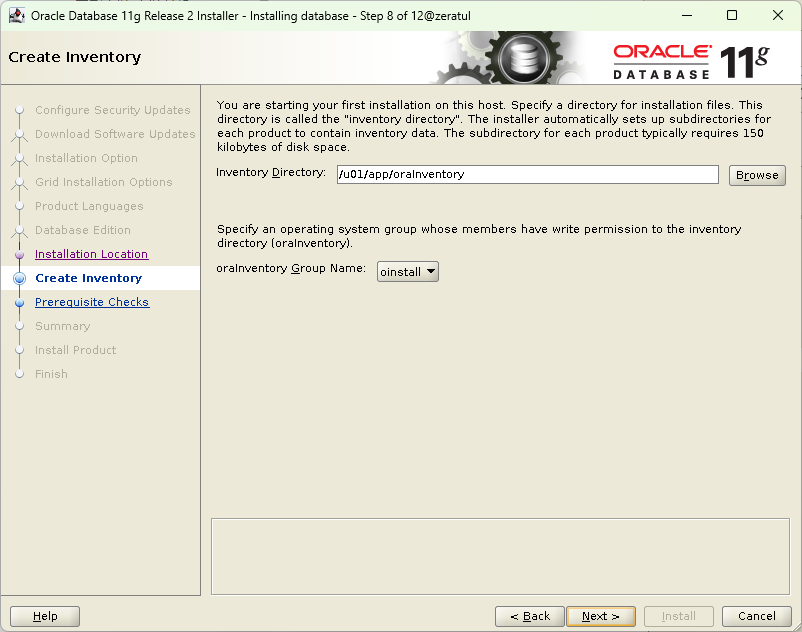 Oracle Database 11g Release 2 Installer - Installing database - Step 8 of 12@zeratul
Create Inventory
ORACLE
DATABASE
11g
Configure Security Updates
Download Software Updates
Installation Option
Grid Installation Options
Product Languages
Database Edition
Installation Location
Create Inventory
Prerequisite Checks
Summary
Install Product
Finish
You are starting your first installation on this host. Specify a directory for installation files. This
directory is called the "inventory directory". The installer automatically sets up subdirectories for
each product to contain inventory data. The subdirectory for each product typically requires 150
kilobytes of disk space.
Inventory Directory: /u01/app/oraInventory Browse
Specify an operating system group whose members have write permission to the inventory
directory (oraInventory).
oraInventory Group Name: oinstall
Help < Back Next > Install Cancel